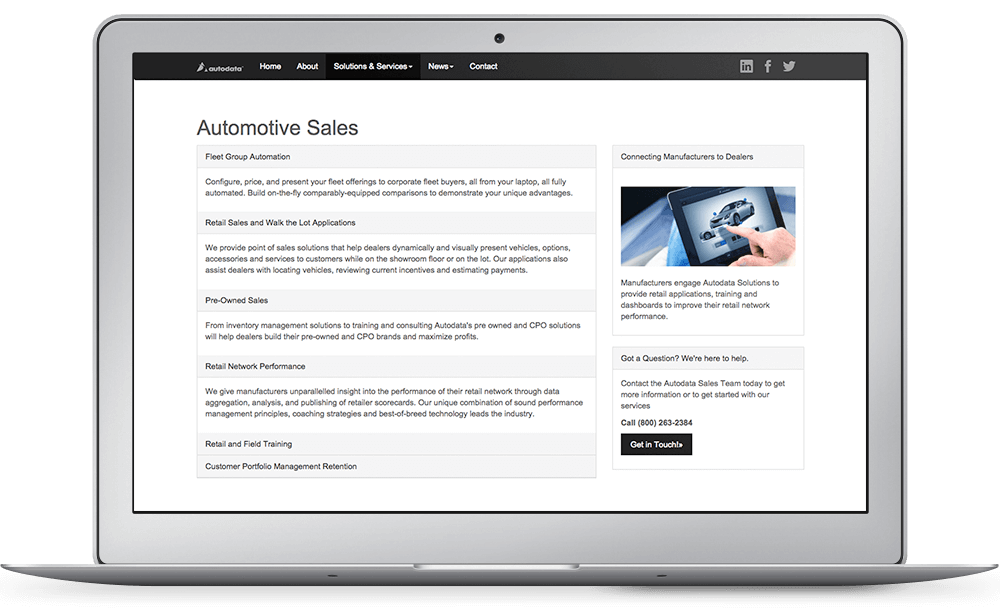 autodata
Home About Solutions & Services News Contact
in f
Automotive Sales
Fleet Group Automation
Configure, price, and present your fleet offerings to corporate fleet buyers, all from your laptop, all fully
automated. Build on-the-fly comparably-equipped comparisons to demonstrate your unique advantages.
Retail Sales and Walk the Lot Applications
We provide point of sales solutions that help dealers dynamically and visually present vehicles, options,
accessories and services to customers while on the showroom floor or on the lot. Our applications also
assist dealers with locating vehicles, reviewing current incentives and estimating payments.
Pre-Owned Sales
From inventory management solutions to training and consulting Autodata's pre owned and CPO solutions
will help dealers build their pre-owned and CPO brands and maximize profits.
Retail Network Performance
We give manufacturers unparallelled insight into the performance of their retail network through data
aggregation, analysis, and publishing of retailer scorecards. Our unique combination of sound performance
management principles, coaching strategies and best-of-breed technology leads the industry.
Retail and Field Training
Customer Portfolio Management Retention
Connecting Manufacturers to Dealers
Manufacturers engage Autodata Solutions to
provide retail applications, training and
dashboards to improve their retail network
performance.
Got a Question? We're here to help.
Contact the Autodata Sales Team today to get
more information or to get started with our
services
Call (800) 263-2384
Get in Touch!»